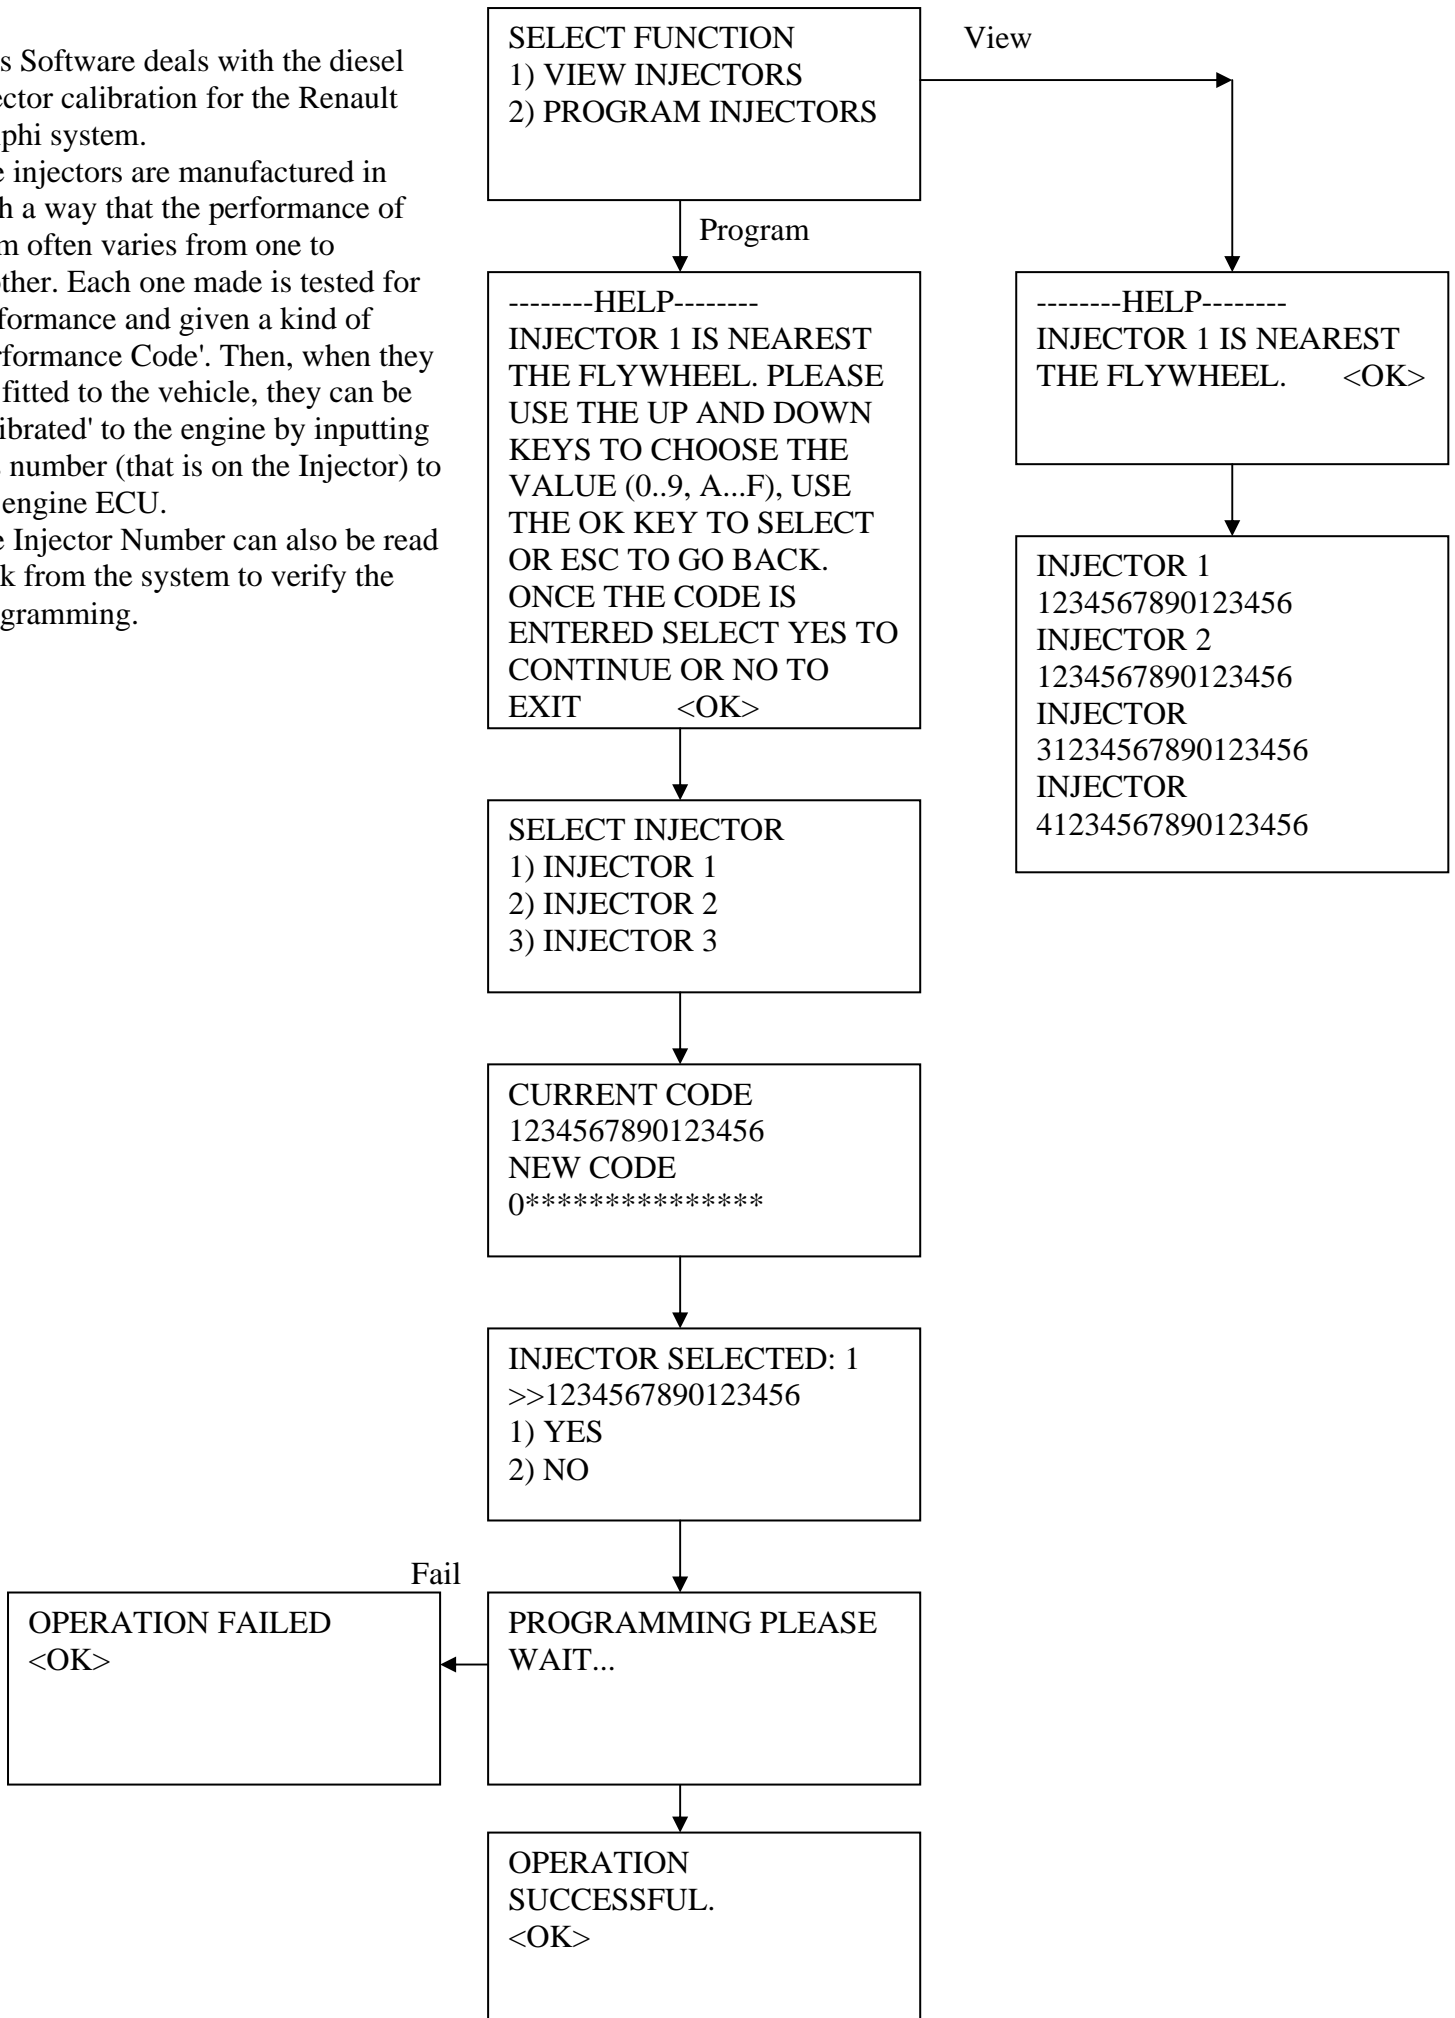 s Software deals with the diesel
ector calibration for the Renault
phi system.
e injectors are manufactured in
h a way that the performance of
m often varies from one to
other. Each one made is tested for
formance and given a kind of
rformance Code'. Then, when they
fitted to the vehicle, they can be
ibrated' to the engine by inputting
s number (that is on the Injector) to
engine ECU.
e Injector Number can also be read
k from the system to verify the
gramming.
SELECT FUNCTION
1) VIEW INJECTORS
2) PROGRAM INJECTORS
View
Program
--------HELP--------
INJECTOR 1 IS NEAREST
THE FLYWHEEL. PLEASE
USE THE UP AND DOWN
KEYS TO CHOOSE THE
VALUE (0..9, A...F), USE
THE OK KEY TO SELECT
OR ESC TO GO BACK.
ONCE THE CODE IS
ENTERED SELECT YES TO
CONTINUE OR NO TO
EXIT <OK>
--------HELP--------
INJECTOR 1 IS NEAREST
THE FLYWHEEL. <OK>
INJECTOR 1
1234567890123456
INJECTOR 2
1234567890123456
INJECTOR
31234567890123456
INJECTOR
41234567890123456
SELECT INJECTOR
1) INJECTOR 1
2) INJECTOR 2
3) INJECTOR 3
CURRENT CODE
1234567890123456
NEW CODE
0***************
INJECTOR SELECTED: 1
>>1234567890123456
1) YES
2) NO
Fail
OPERATION FAILED
<OK>
PROGRAMMING PLEASE
WAIT...
OPERATION
SUCCESSFUL.
<OK>